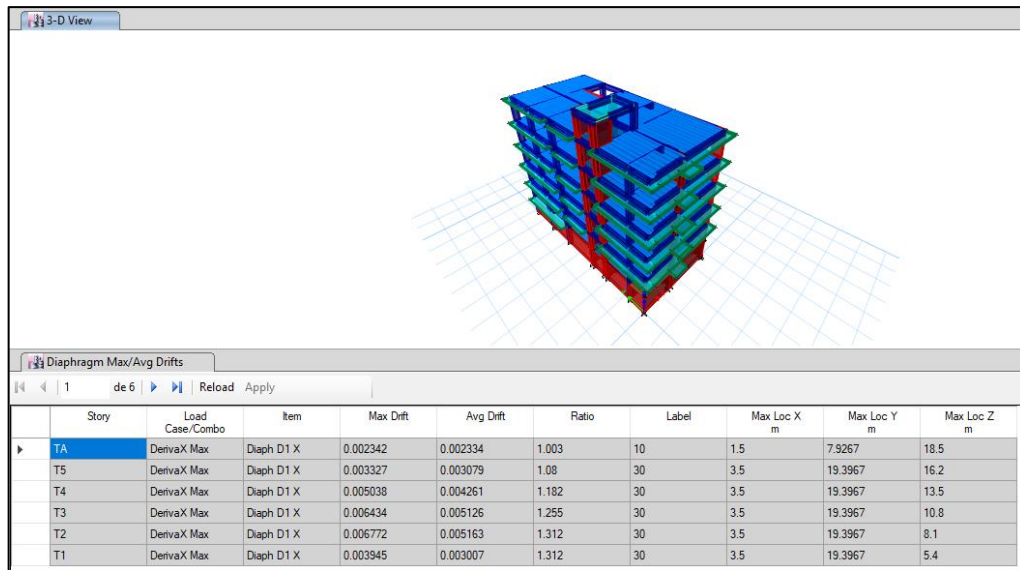 3-D View
Diaphragm Max/Avg Drifts
1 de 6 Reload Apply
Story Load Case/Combo Item Max Drift Avg Drift Ratio Label Max Loc X m Max Loc Y m Max Loc Z m
TA DerivaX Max Diaph D1 X 0.002342 0.002334 1.003 10 1.5 7.9267 18.5
T5 DerivaX Max Diaph D1 X 0.003327 0.003079 1.08 30 3.5 19.3967 16.2
T4 DerivaX Max Diaph D1 X 0.005038 0.004261 1.182 30 3.5 19.3967 13.5
T3 DerivaX Max Diaph D1 X 0.006434 0.005126 1.255 30 3.5 19.3967 10.8
T2 DerivaX Max Diaph D1 X 0.006772 0.005163 1.312 30 3.5 19.3967 8.1
T1 DerivaX Max Diaph D1 X 0.003945 0.003007 1.312 30 3.5 19.3967 5.4